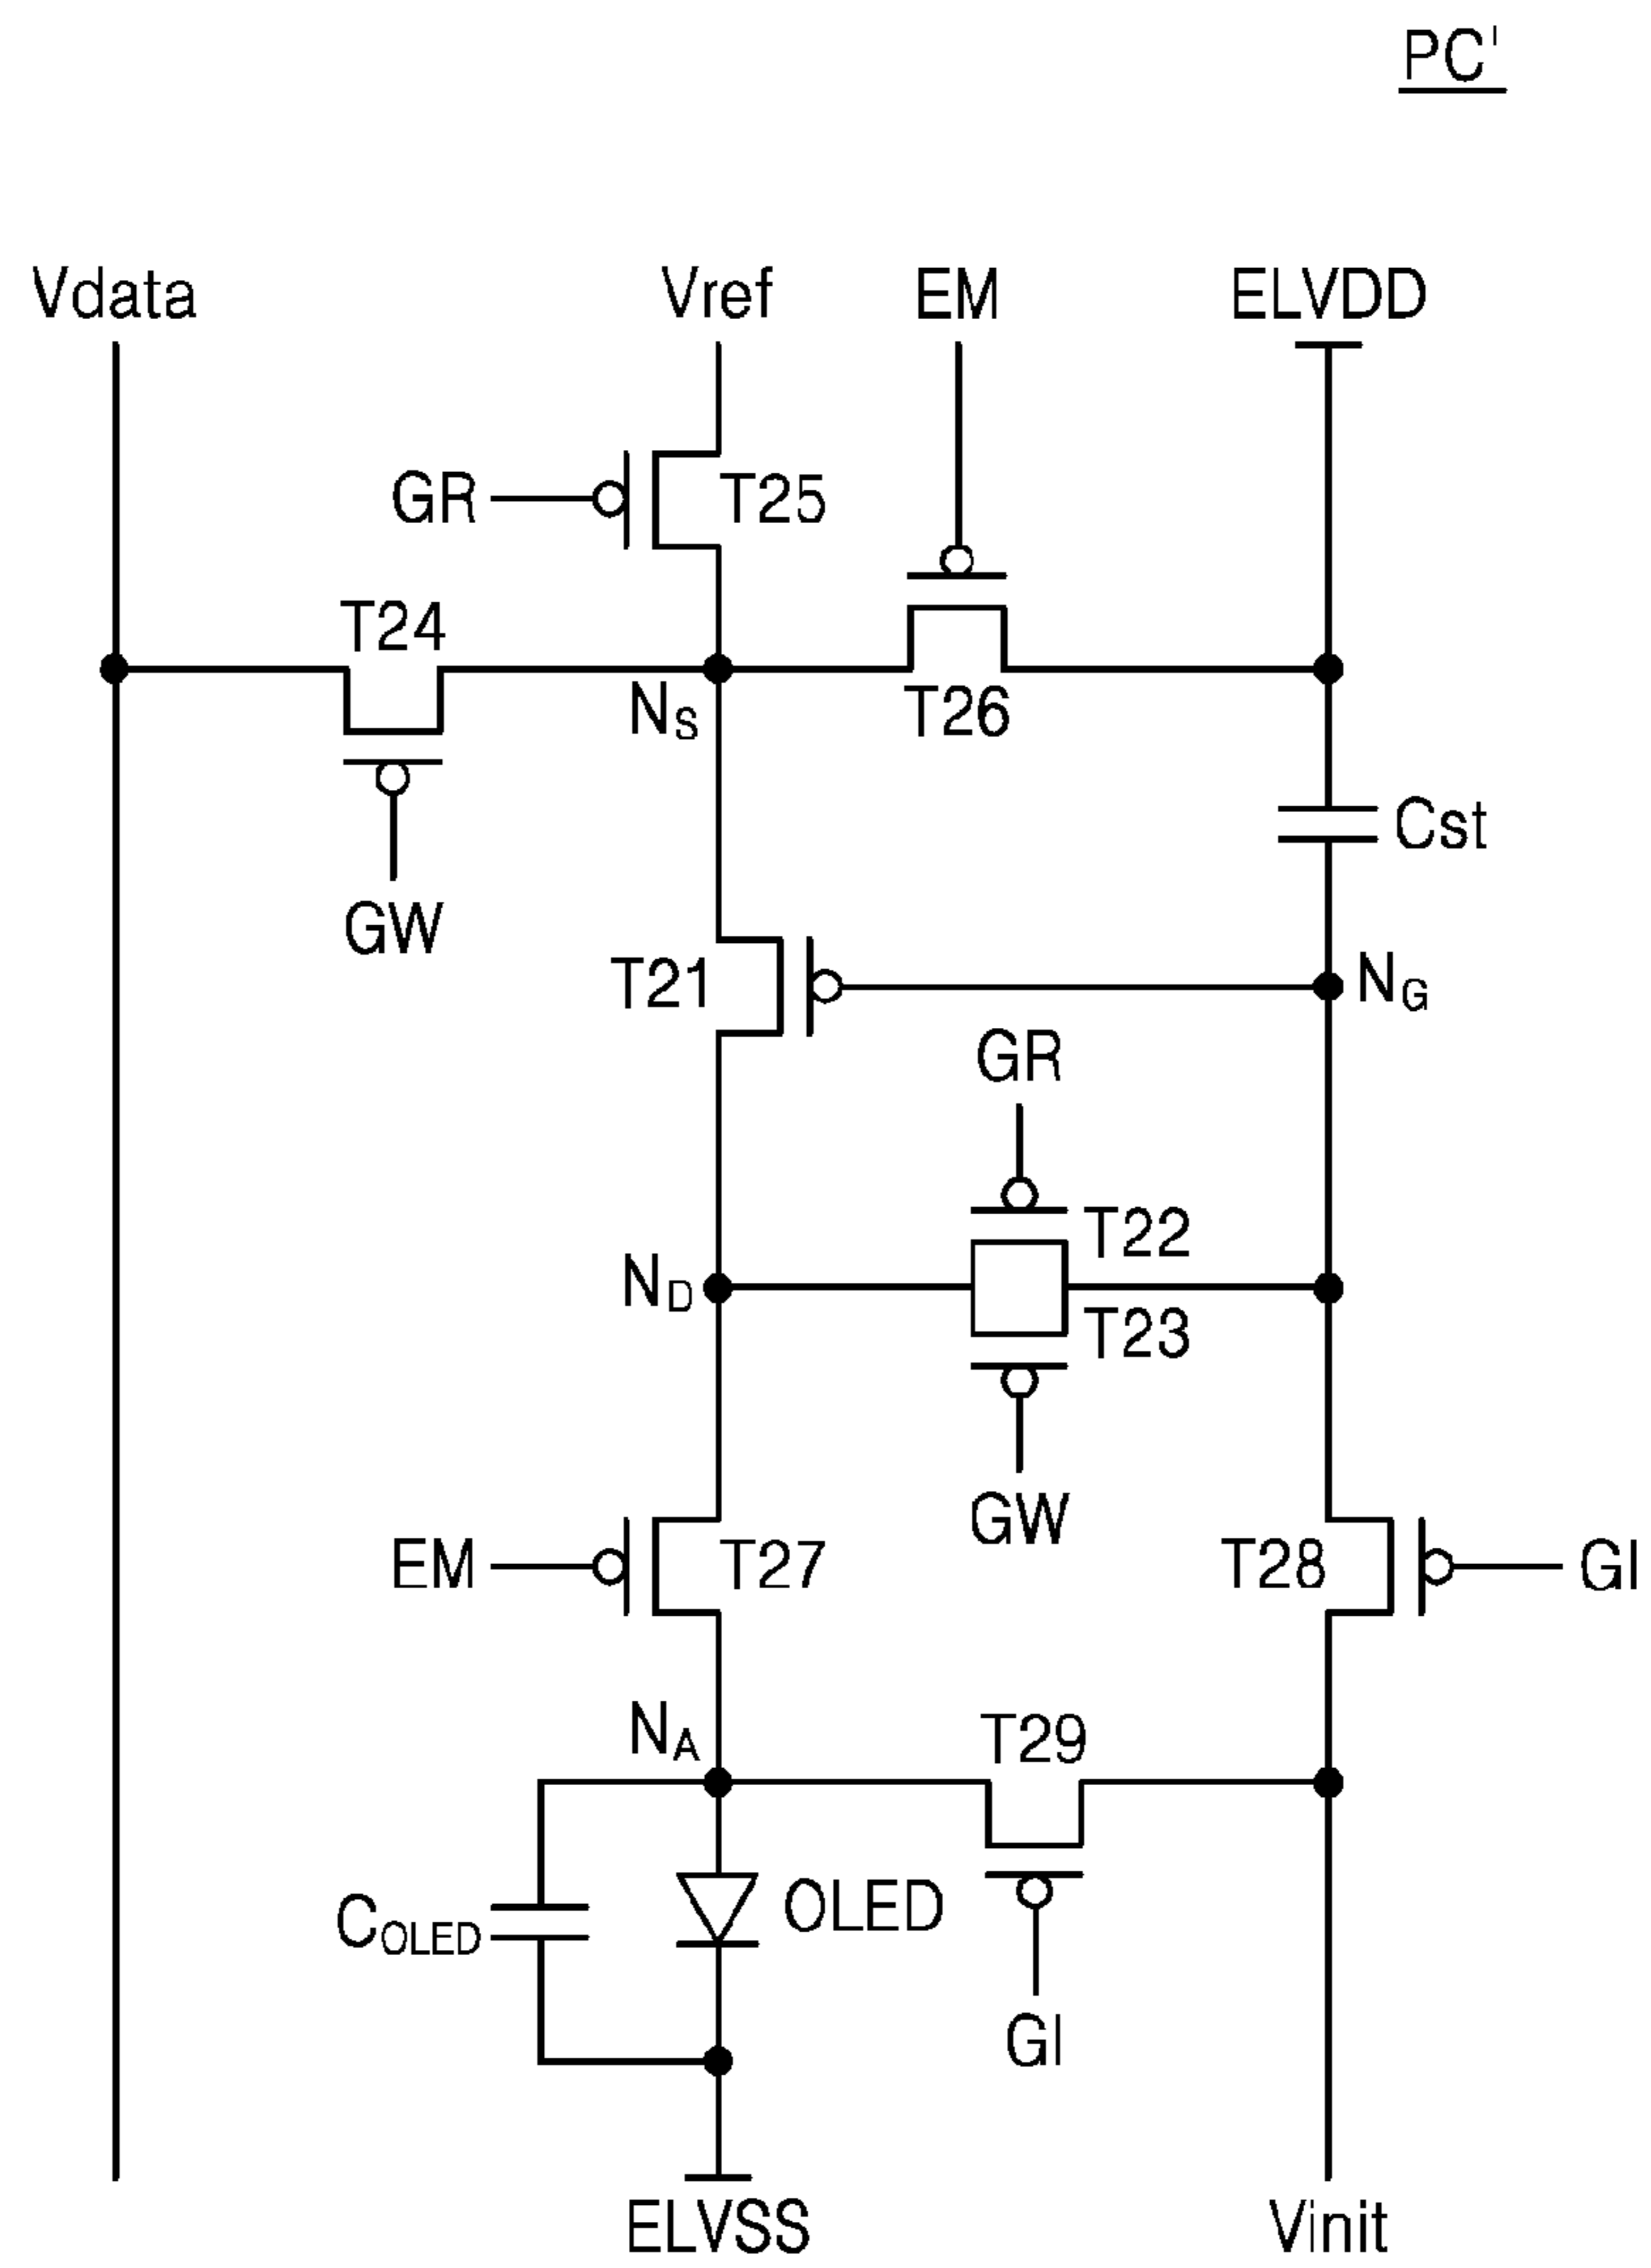 PC'
Vdata Vref EM ELVDD
GR T25
T24
NS T26
Cst
GW
T21 NG
GR
T22
ND
T23
GW
EM T27 T28 GI
NA T29
COLED OLED
GI
ELVSS Vinit